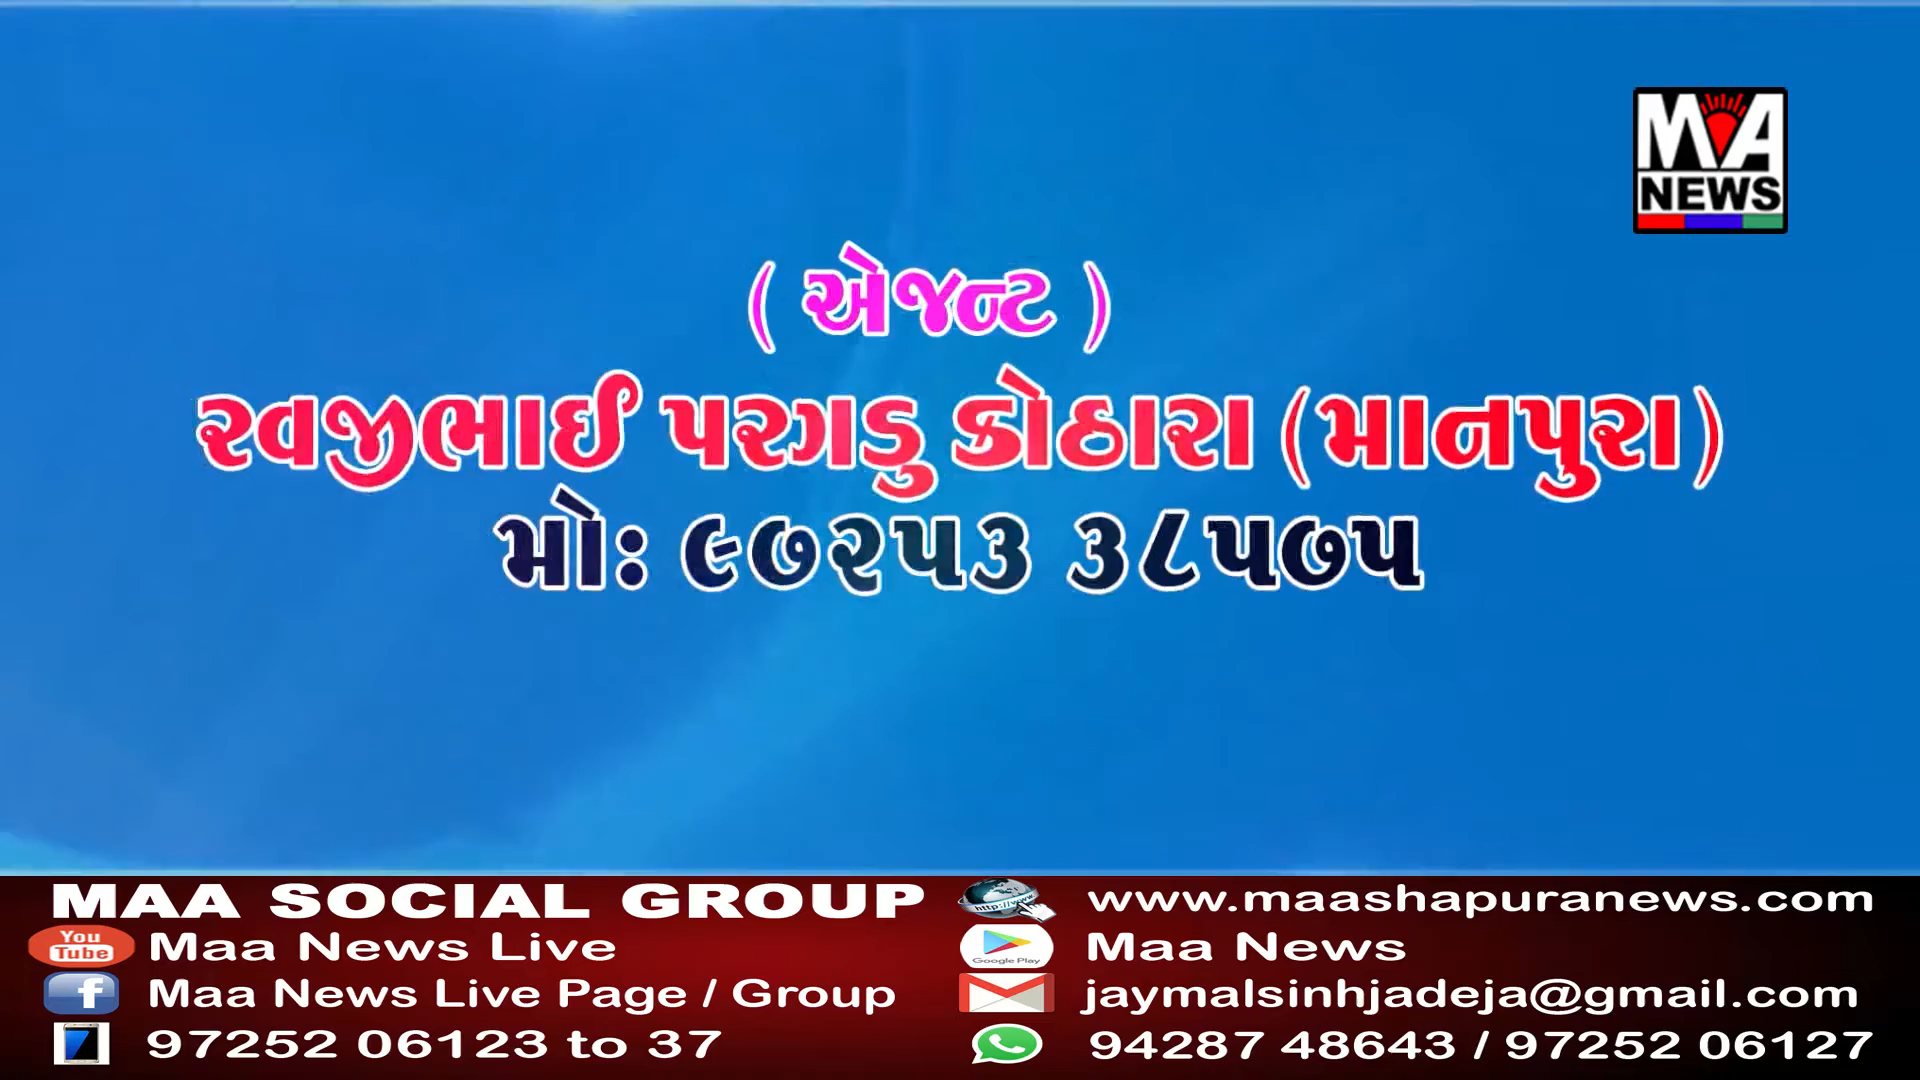 MAA
NEWS
( એજન્ટ )
રવજીભાઈ પરગડુ કોઠારા (માનપુરા)
મોઃ ૯૭૨૫૩ ૩૮૫૭૫
MAA SOCIAL GROUP
http://www. www.maashapuranews.com
You Tube Maa News Live
Google Play Maa News
f Maa News Live Page / Group
jaymalsinhjadeja@gmail.com
97252 06123 to 37
94287 48643 / 97252 06127